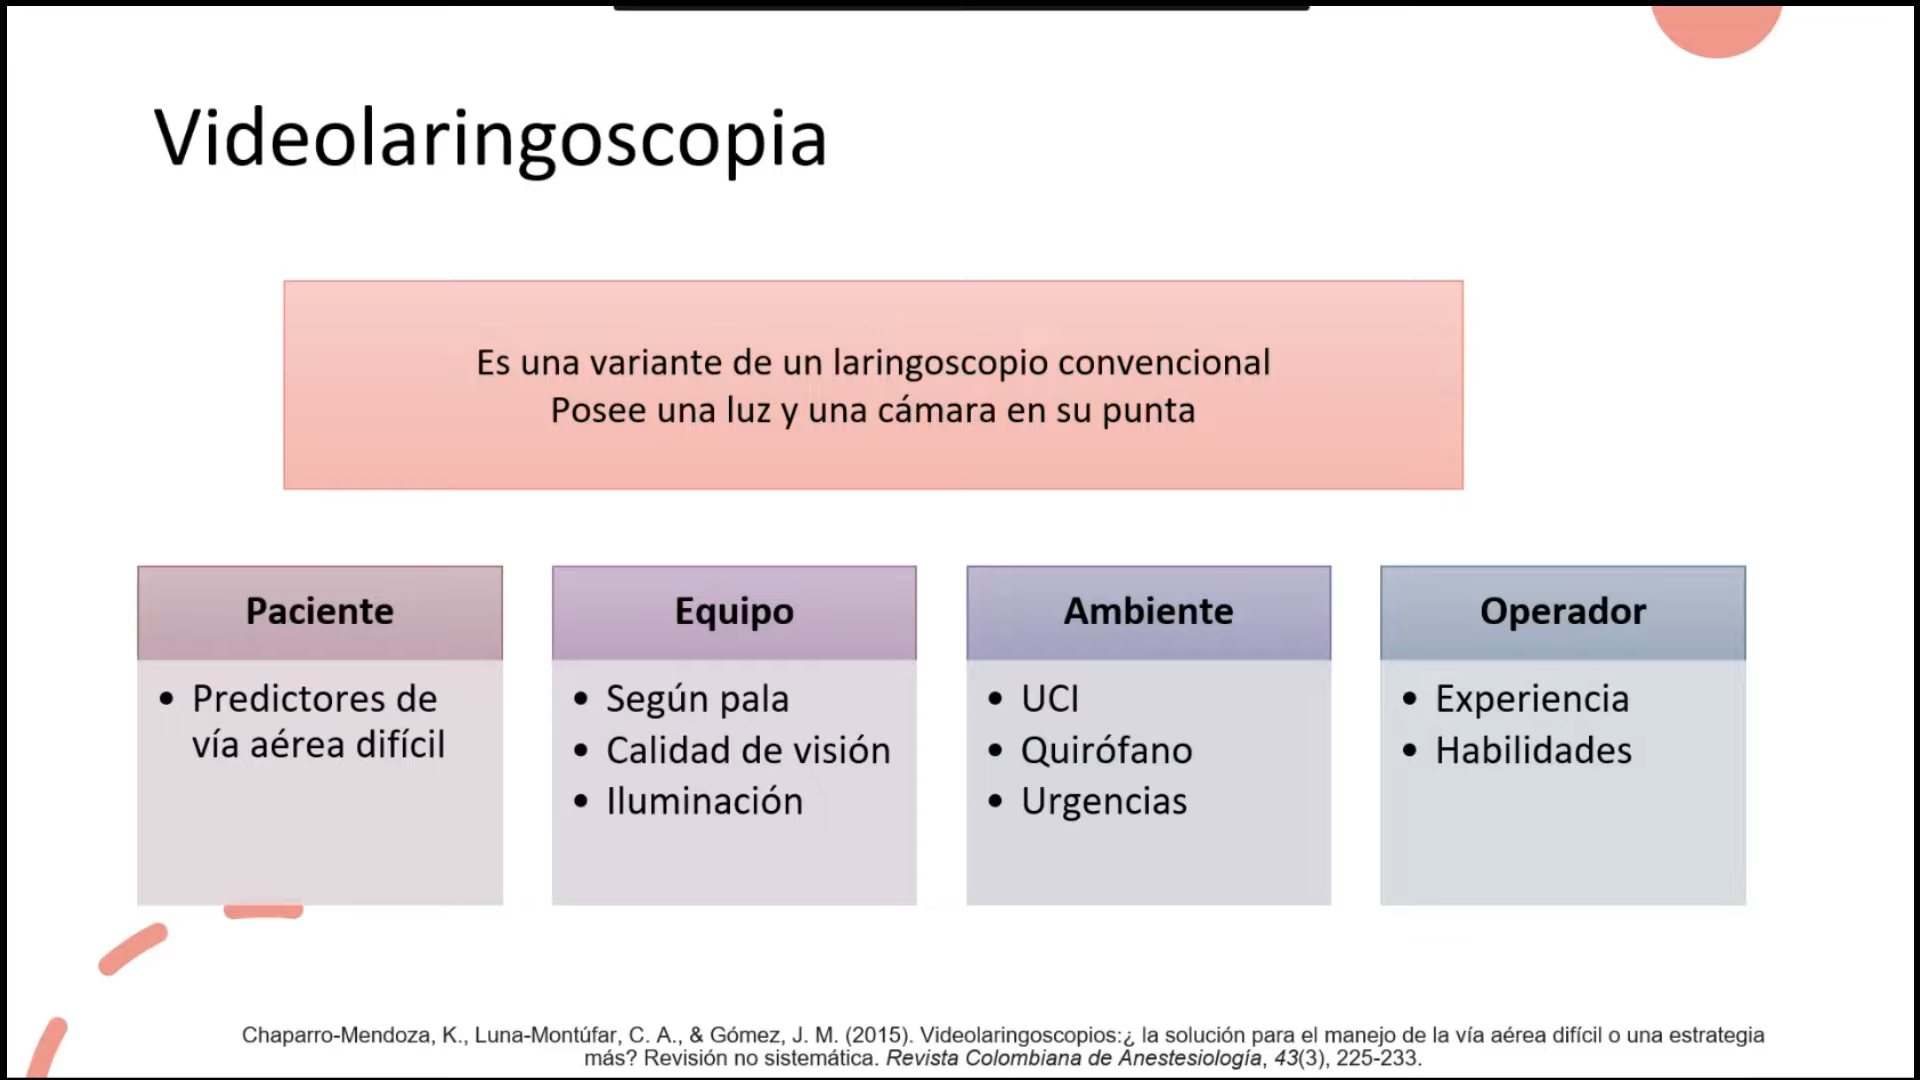 Videolaringoscopia
Es una variante de un laringoscopio convencional
Posee una luz y una cámara en su punta
Paciente
• Predictores de
vía aérea difícil
Equipo
• Según pala
• Calidad de visión
• Iluminación
Ambiente
• UCI
• Quirófano
• Urgencias
Operador
• Experiencia
• Habilidades
Chaparro-Mendoza, K., Luna-Montúfar, C. A., & Gómez, J. M. (2015). Videolaringoscopios:¿ la solución para el manejo de la vía aérea difícil o una estrategia
más? Revisión no sistemática. Revista Colombiana de Anestesiología, 43(3), 225-233.